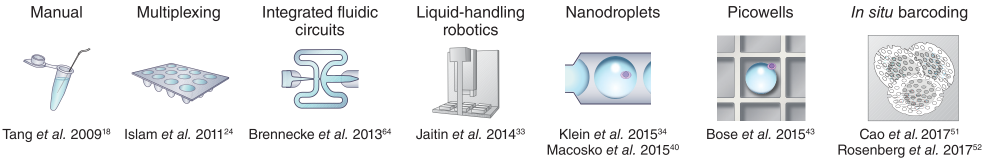 Manual
Multiplexing
Integrated fluidic
circuits
Liquid-handling
robotics
Nanodroplets
Picowells
In situ barcoding
Tang et al. 2009¹⁸
Islam et al. 2011²⁴
Brennecke et al. 2013⁶⁴
Jaitin et al. 2014³³
Klein et al. 2015³⁴
Macosko et al. 2015⁴⁰
Bose et al. 2015⁴³
Cao et al. 2017⁵¹
Rosenberg et al. 2017⁵²